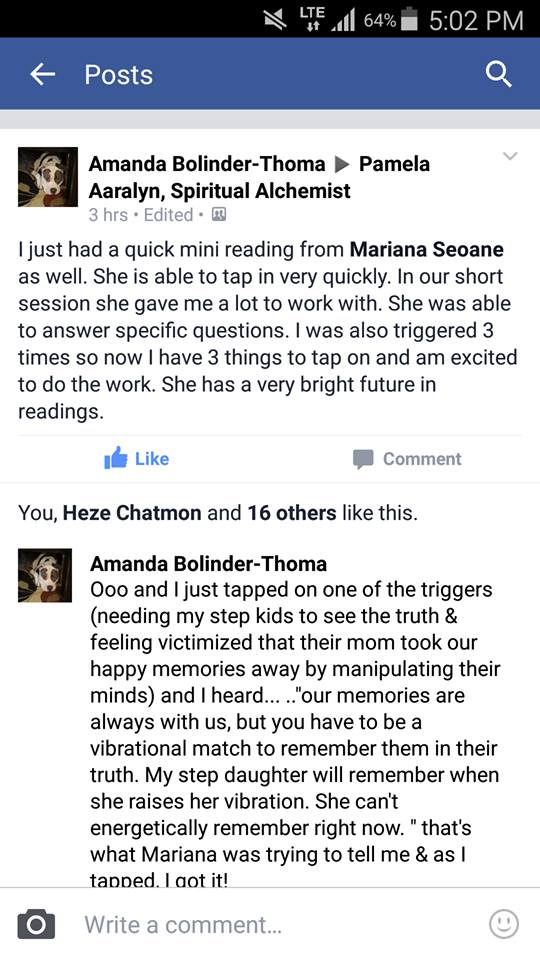 LTE 64% 5:02 PM
Posts
Amanda Bolinder-Thoma ▶ Pamela
Aaralyn, Spiritual Alchemist
3 hrs • Edited •
I just had a quick mini reading from Mariana Seoane
as well. She is able to tap in very quickly. In our short
session she gave me a lot to work with. She was able
to answer specific questions. I was also triggered 3
times so now I have 3 things to tap on and am excited
to do the work. She has a very bright future in
readings.
Like Comment
You, Heze Chatmon and 16 others like this.
Amanda Bolinder-Thoma
Ooo and I just tapped on one of the triggers
(needing my step kids to see the truth &
feeling victimized that their mom took our
happy memories away by manipulating their
minds) and I heard... .."our memories are
always with us, but you have to be a
vibrational match to remember them in their
truth. My step daughter will remember when
she raises her vibration. She can't
energetically remember right now. " that's
what Mariana was trying to tell me & as I
tapped, I got it!
Write a comment...